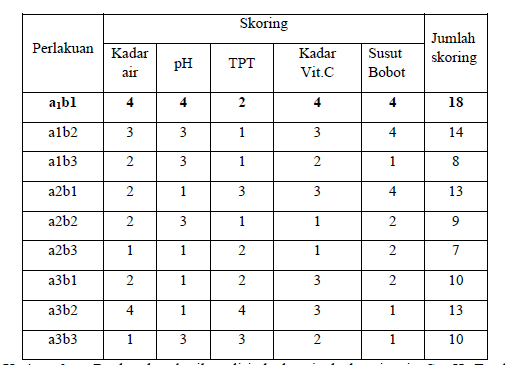 Perlakuan Skoring Jumlah skoring
Kadar air pH TPT Kadar Vit.C Susut Bobot
a₁b1 4 4 2 4 4 18
a1b2 3 3 1 3 4 14
a1b3 2 3 1 2 1 8
a2b1 2 1 3 3 4 13
a2b2 2 3 1 1 2 9
a2b3 1 1 2 1 2 7
a3b1 2 1 2 3 2 10
a3b2 4 1 4 3 1 13
a3b3 1 3 3 2 1 10